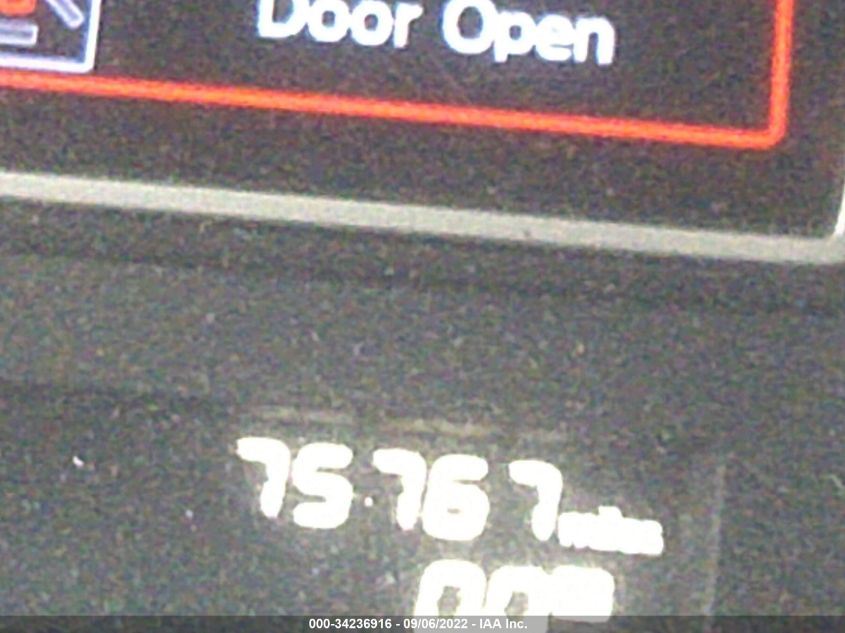 Door Open
75767 miles
000-34236916 - 09/06/2022 - IAA Inc.